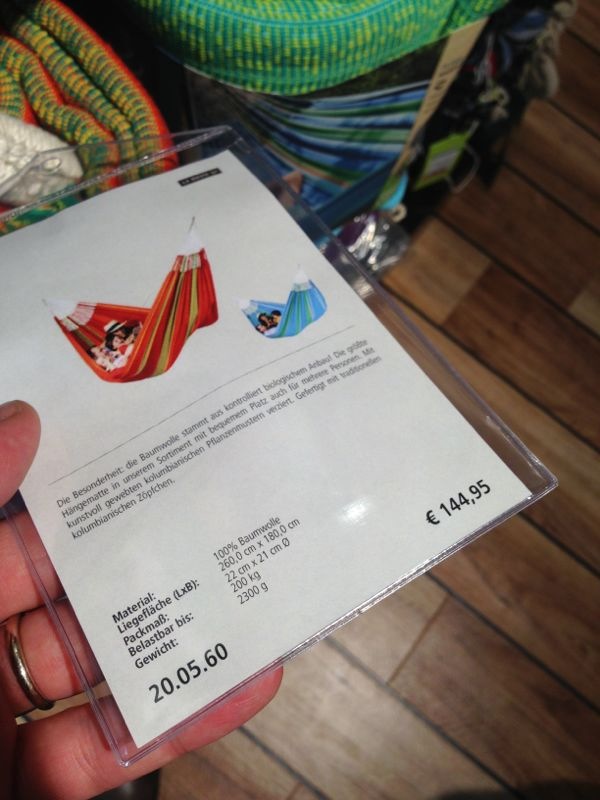 Die Besonderheit: die Baumwolle stammt aus kontrolliert biologischem Anbau! Die größte
Hängematte in unserem Sortiment mit bequemem Platz auch für mehrere Personen. Mit
kunstvoll gewebten kolumbianischen Pflanzenmustern verziert. Gefertigt mit traditionellen
kolumbianischen Zöpfchen.
Material: 100% Baumwolle
Liegefläche (LxB): 260,0 cm x 180,0 cm
Packmaß: 22 cm x 21 cm Ø
Belastbar bis: 200 kg
Gewicht: 2300 g
20.05.60
€ 144,95